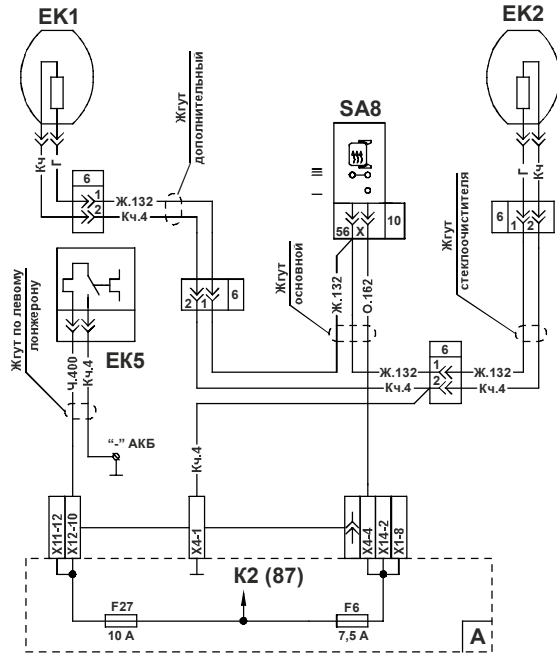 EK1
EK2
SA8
Жгут
дополнительный
Кч
Г
6
1
2
Ж.132
Кч.4
I
III
56
X
10
Г
Кч
6
1
2
Жгут
стеклоочистителя
Жгут по левому
лонжерону
EK5
Ч.400
Кч.4
2
1
6
Жгут
основной
Ж.132
О.162
6
1
2
Ж.132
Ж.132
Кч.4
Кч.4
"-" АКБ
Кч.4
X11-12
X12-10
X4-1
X4-4
X14-2
X1-8
К2 (87)
F27
10 А
F6
7,5 А
А